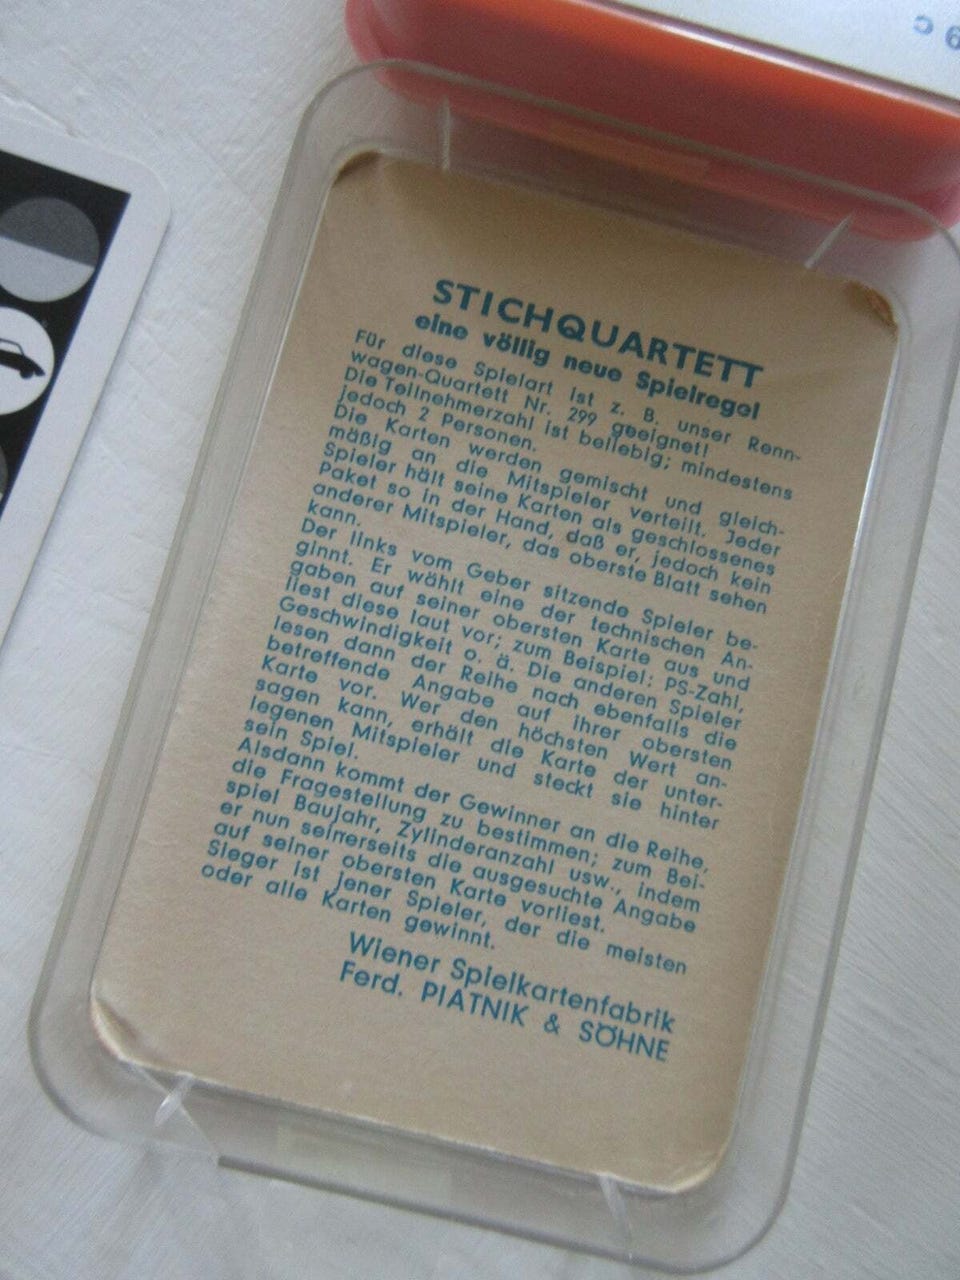 9 c
STICHQUARTETT
eine völlig neue Spielregel
Für diese Spielart ist z. B. unser Renn-
wagen-Quartett Nr. 299 geeignet!
Die Teilnehmerzahl ist beliebig; mindestens
jedoch 2 Personen.
Die Karten werden gemischt und gleich-
mäßig an die Mitspieler verteilt. Jeder
Spieler hält seine Karten als geschlossenes
Paket so in der Hand, daß er, jedoch kein
anderer Mitspieler, das oberste Blatt sehen
kann.
Der links vom Geber sitzende Spieler be-
ginnt. Er wählt eine der technischen An-
gaben auf seiner obersten Karte aus und
liest diese laut vor; zum Beispiel: PS-Zahl,
Geschwindigkeit o. ä. Die anderen Spieler
lesen dann der Reihe nach ebenfalls die
betreffende Angabe auf ihrer obersten
Karte vor. Wer den höchsten Wert an-
sagen kann, erhält die Karte der unter-
legenen Mitspieler und steckt sie hinter
sein Spiel.
Alsdann kommt der Gewinner an die Reihe,
die Fragestellung zu bestimmen; zum Bei-
spiel Baujahr, Zylinderanzahl usw., indem
er nun seinerseits die ausgesuchte Angabe
auf seiner obersten Karte vorliest.
Sieger ist jener Spieler, der die meisten
oder alle Karten gewinnt.
Wiener Spielkartenfabrik
Ferd. PIATNIK & SÖHNE